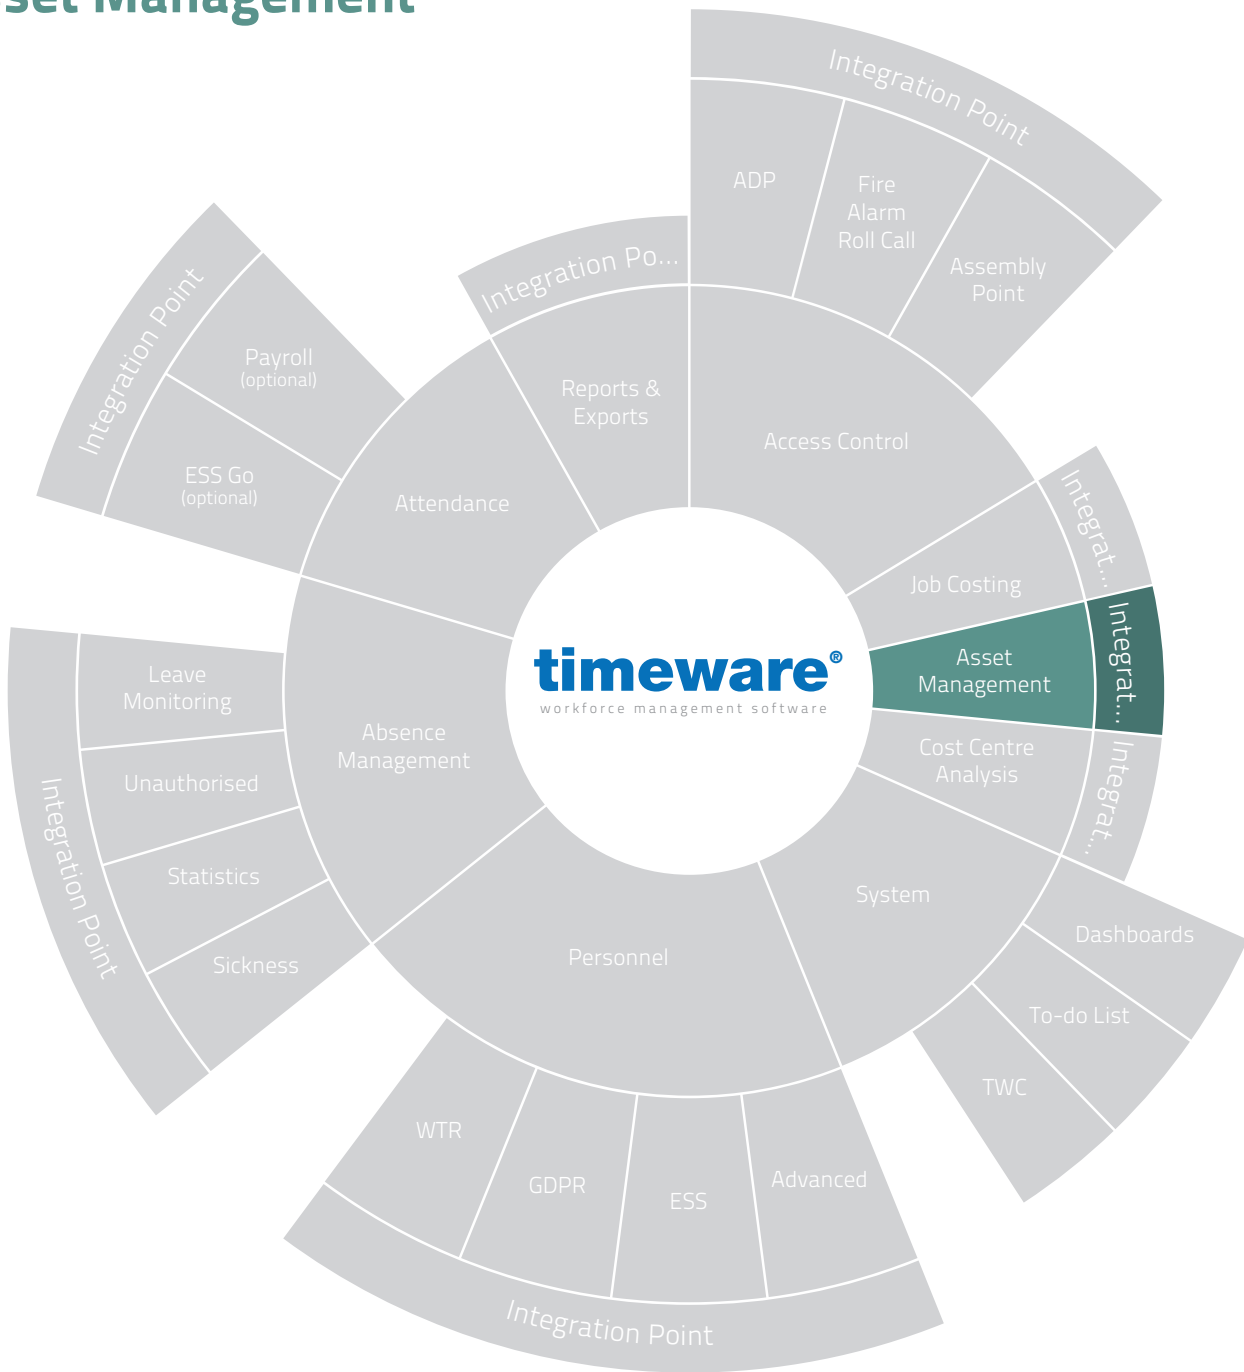 set Management
Integration Point
ADP
Fire
Alarm
Roll Call
Assembly
Point
Integration Po...
Reports &
Exports
Access Control
Integration Point
Payroll
(optional)
ESS Go
(optional)
Attendance
Integrat...
Job Costing
Integrat...
Asset
Management
timeware®
workforce management software
Integrat...
Cost Centre
Analysis
Leave
Monitoring
Unauthorised
Statistics
Sickness
Integration Point
Absence
Management
System
Dashboards
To-do List
TWC
Personnel
WTR
GDPR
ESS
Advanced
Integration Point